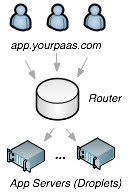 app.yourpaas.com
Router
...
App Servers (Droplets)